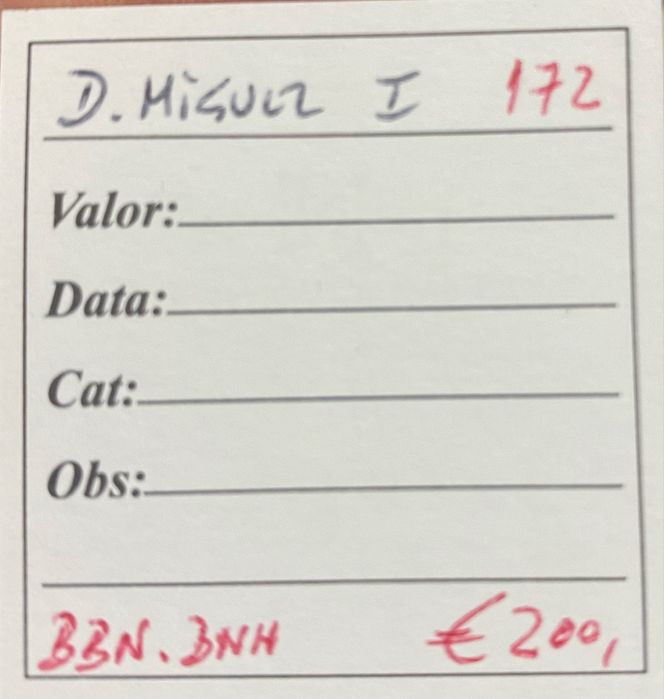 D. Miguel I 172
Valor:
Data:
Cat:
Obs:
BBN. BNH €200,